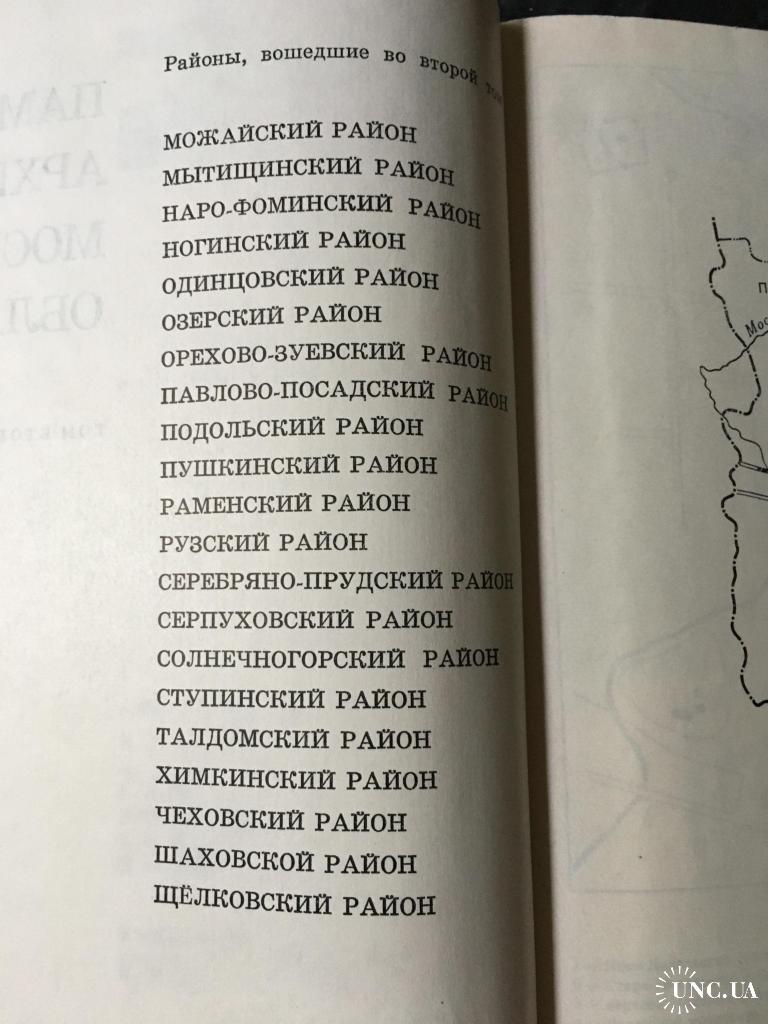 Районы, вошедшие во второй том
МОЖАЙСКИЙ РАЙОН
МЫТИЩИНСКИЙ РАЙОН
НАРО-ФОМИНСКИЙ РАЙОН
НОГИНСКИЙ РАЙОН
ОДИНЦОВСКИЙ РАЙОН
ОЗЕРСКИЙ РАЙОН
ОРЕХОВО-ЗУЕВСКИЙ РАЙОН
ПАВЛОВО-ПОСАДСКИЙ РАЙОН
ПОДОЛЬСКИЙ РАЙОН
ПУШКИНСКИЙ РАЙОН
РАМЕНСКИЙ РАЙОН
РУЗСКИЙ РАЙОН
СЕРЕБРЯНО-ПРУДСКИЙ РАЙОН
СЕРПУХОВСКИЙ РАЙОН
СОЛНЕЧНОГОРСКИЙ РАЙОН
СТУПИНСКИЙ РАЙОН
ТАЛДОМСКИЙ РАЙОН
ХИМКИНСКИЙ РАЙОН
ЧЕХОВСКИЙ РАЙОН
ШАХОВСКОЙ РАЙОН
ЩЁЛКОВСКИЙ РАЙОН
UNC.UA